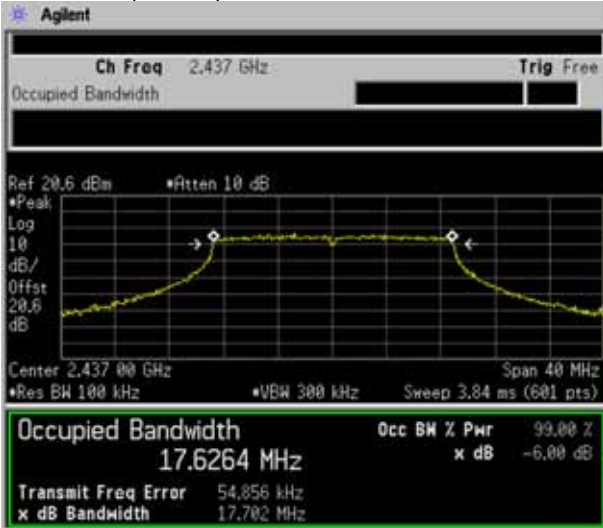 Agilent
Ch Freq 2.437 GHz Trig Free
Occupied Bandwidth
Ref 20.6 dBm •Atten 10 dB
•Peak
Log
10
dB/
Offst
20.6
dB
Center 2.437 00 GHz Span 40 MHz
•Res BW 100 kHz •VBW 300 kHz Sweep 3.84 ms (601 pts)
Occupied Bandwidth Occ BW % Pwr 99.00 %
17.6264 MHz x dB -6.00 dB
Transmit Freq Error 54.856 kHz
x dB Bandwidth 17.702 MHz